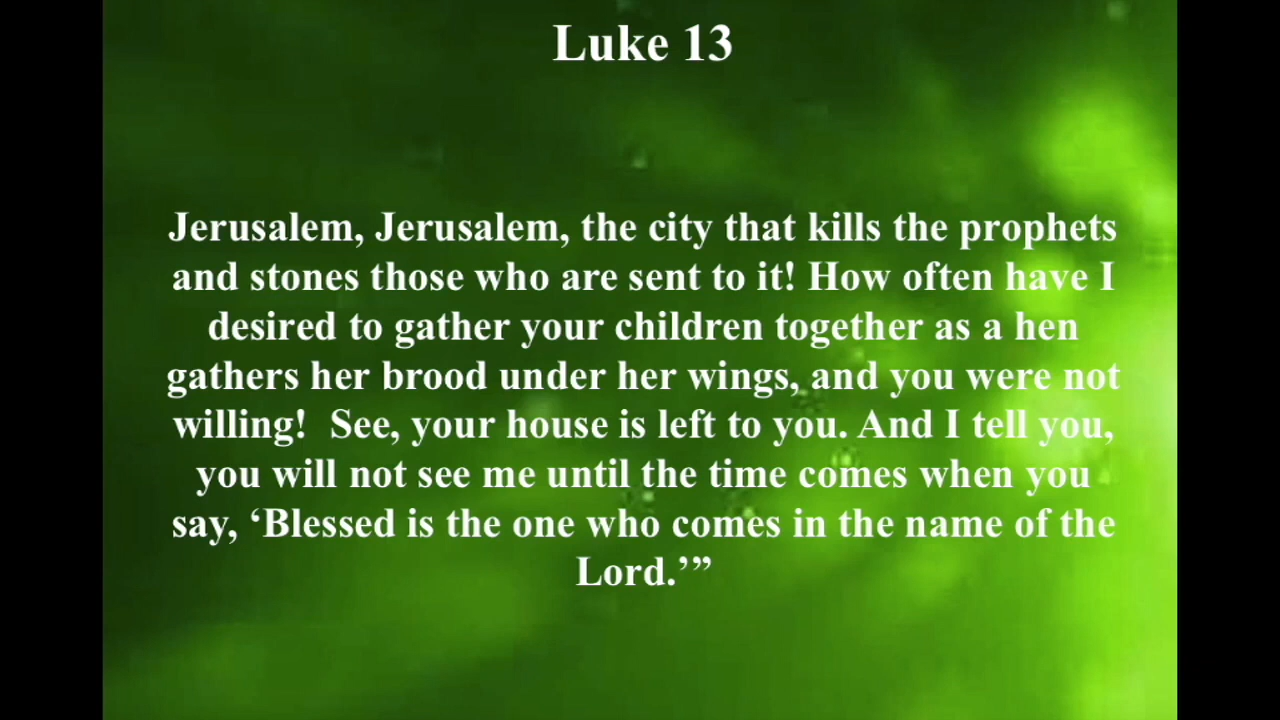 Luke 13
Jerusalem, Jerusalem, the city that kills the prophets
and stones those who are sent to it! How often have I
desired to gather your children together as a hen
gathers her brood under her wings, and you were not
willing!  See, your house is left to you. And I tell you,
you will not see me until the time comes when you
say, ‘Blessed is the one who comes in the name of the
Lord.’”